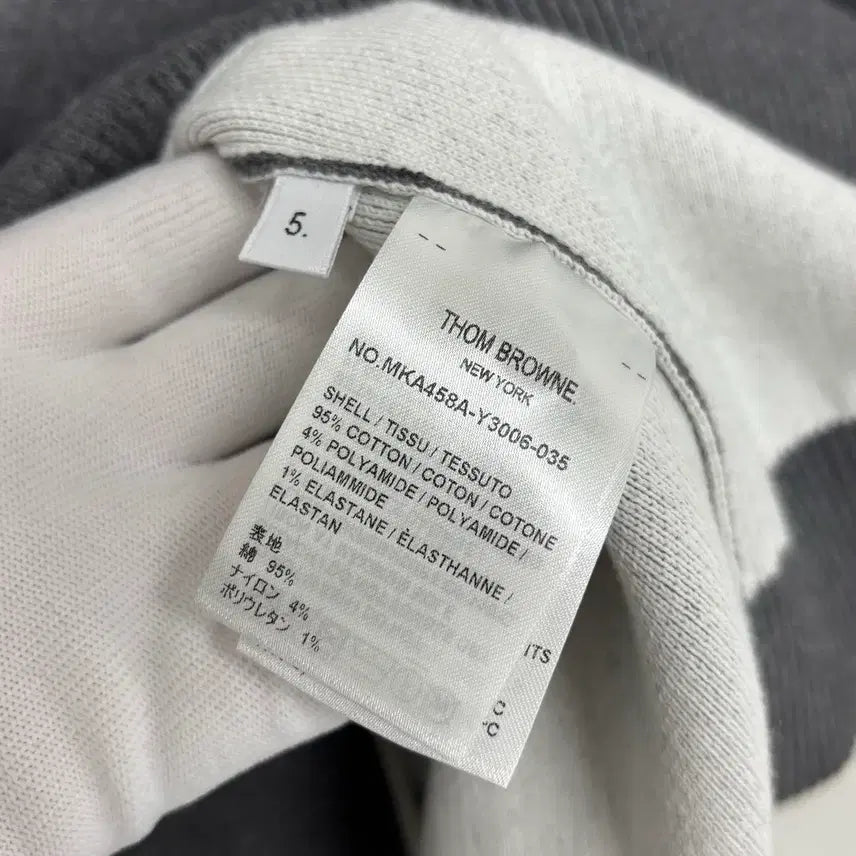 5.
THOM BROWNE.
NEW YORK
NO.MKA458A-Y3006-035
SHELL / TISSU / TESSUTO
95% COTTON / COTON / COTONE
4% POLYAMIDE / POLYAMIDE /
POLIAMMIDE
1% ELASTANE / ÈLASTHANNE /
ELASTAN
表地
綿 95%
ナイロン 4%
ポリウレタン 1%